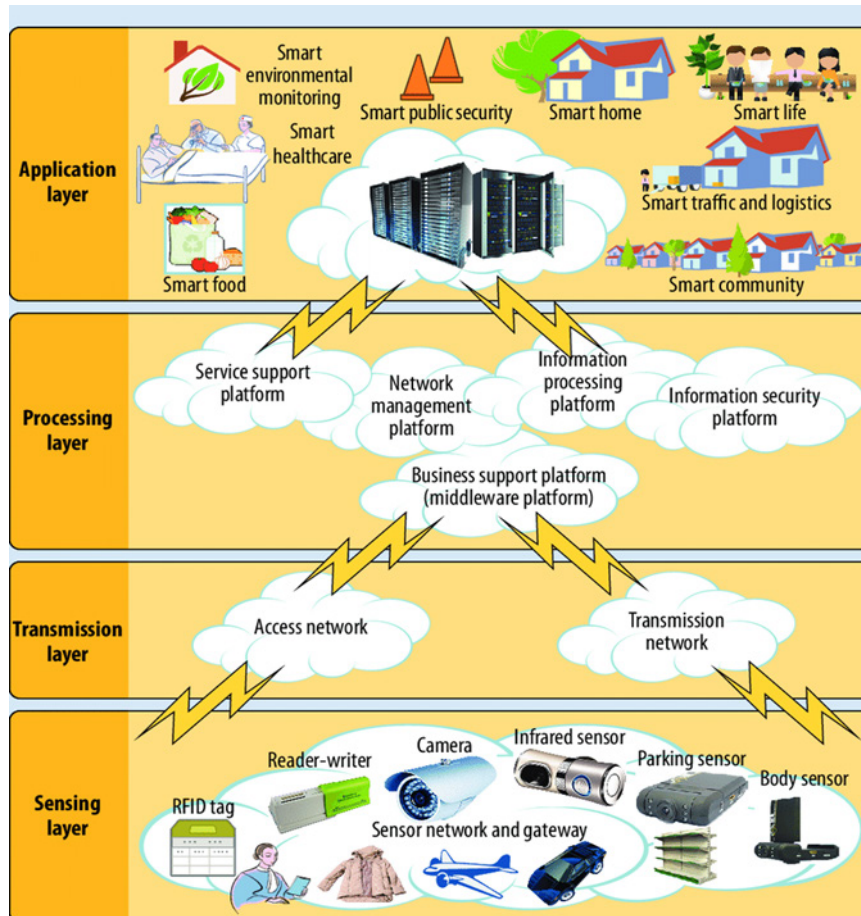 Application
layer
Smart
environmental
monitoring
Smart
healthcare
Smart food
Smart public security
Smart home
Smart life
Smart traffic and logistics
Smart community
Processing
layer
Service support
platform
Network
management
platform
Information
processing
platform
Information security
platform
Business support platform
(middleware platform)
Transmission
layer
Access network
Transmission
network
Sensing
layer
RFID tag
Reader-writer
Camera
Infrared sensor
Parking sensor
Body sensor
Sensor network and gateway